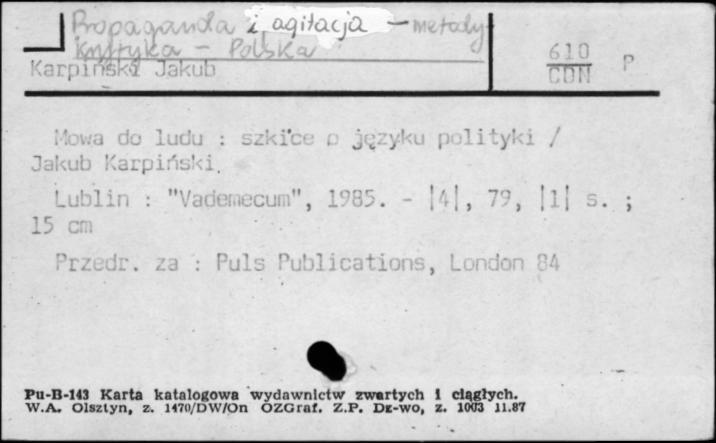 Propaganda i agitacja - metody
krytyka - Polska
Karpiński Jakub
610
CDN
P
Mowa do ludu : szkice o języku polityki /
Jakub Karpiński.
Lublin : "Vademecum", 1985. - |4|, 79, |1| s. ;
15 cm
Przedr. za : Puls Publications, London 84
Pu-B-143 Karta katalogowa wydawnictw zwartych i ciągłych.
W.A. Olsztyn, z. 1470/DW/On OZGraf. Z.P. Dz-wo, z. 1003 11.87